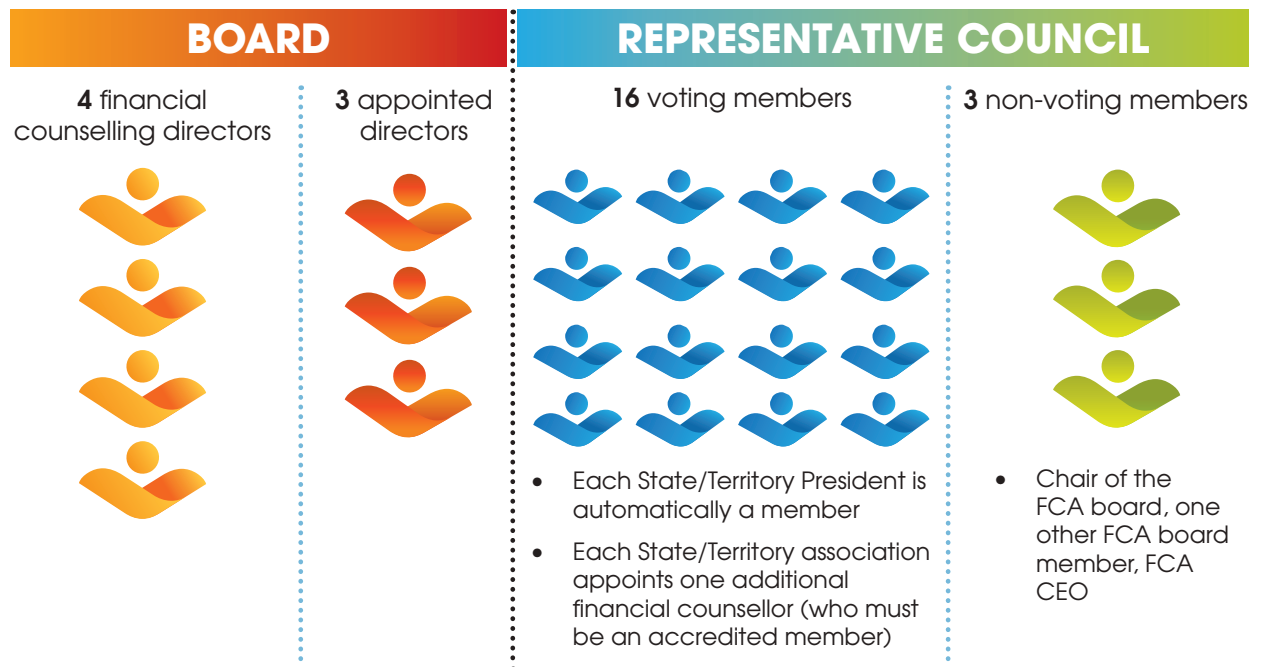 BOARD
REPRESENTATIVE COUNCIL
4 financial
counselling directors
3 appointed
directors
16 voting members
• Each State/Territory President is
automatically a member
• Each State/Territory association
appoints one additional
financial counsellor (who must
be an accredited member)
3 non-voting members
• Chair of the
FCA board, one
other FCA board
member, FCA
CEO